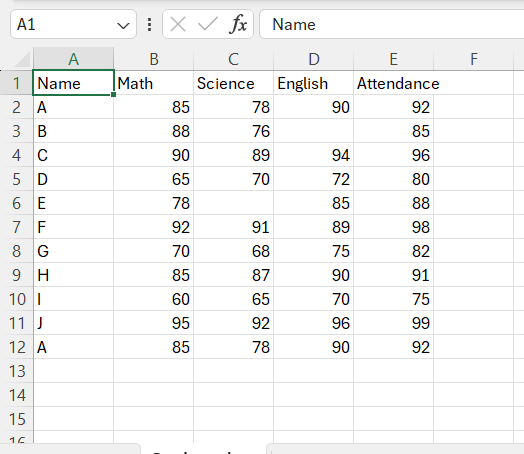 A1 fx Name
A B C D E F
1 Name Math Science English Attendance
2 A 85 78 90 92
3 B 88 76 85
4 C 90 89 94 96
5 D 65 70 72 80
6 E 78 85 88
7 F 92 91 89 98
8 G 70 68 75 82
9 H 85 87 90 91
10 I 60 65 70 75
11 J 95 92 96 99
12 A 85 78 90 92
13
14
15
16